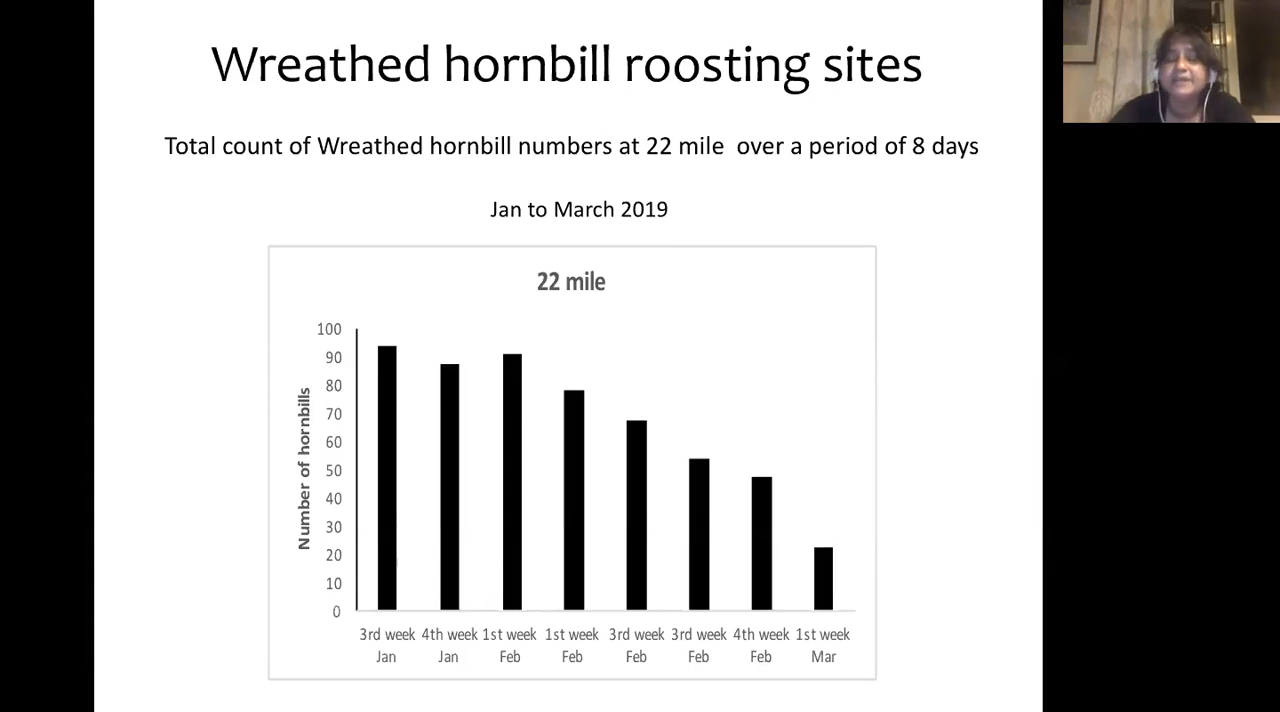 Wreathed hornbill roosting sites
Total count of Wreathed hornbill numbers at 22 mile over a period of 8 days
Jan to March 2019
22 mile
Number of hornbills
100
90
80
70
60
50
40
30
20
10
0
3rd week 4th week 1st week 1st week 3rd week 3rd week 4th week 1st week
Jan Jan Feb Feb Feb Feb Feb Mar